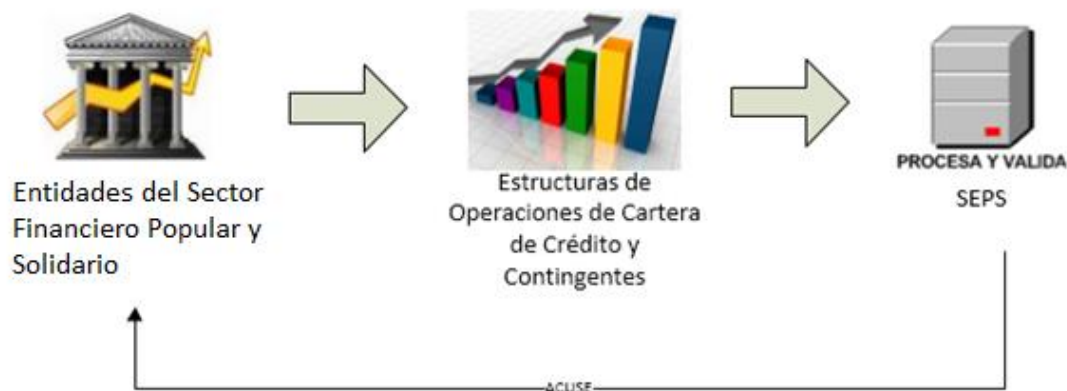 Entidades del Sector
Financiero Popular y
Solidario
Estructuras de
Operaciones de Cartera
de Crédito y
Contingentes
PROCESA Y VALIDA
SEPS
ACUSE